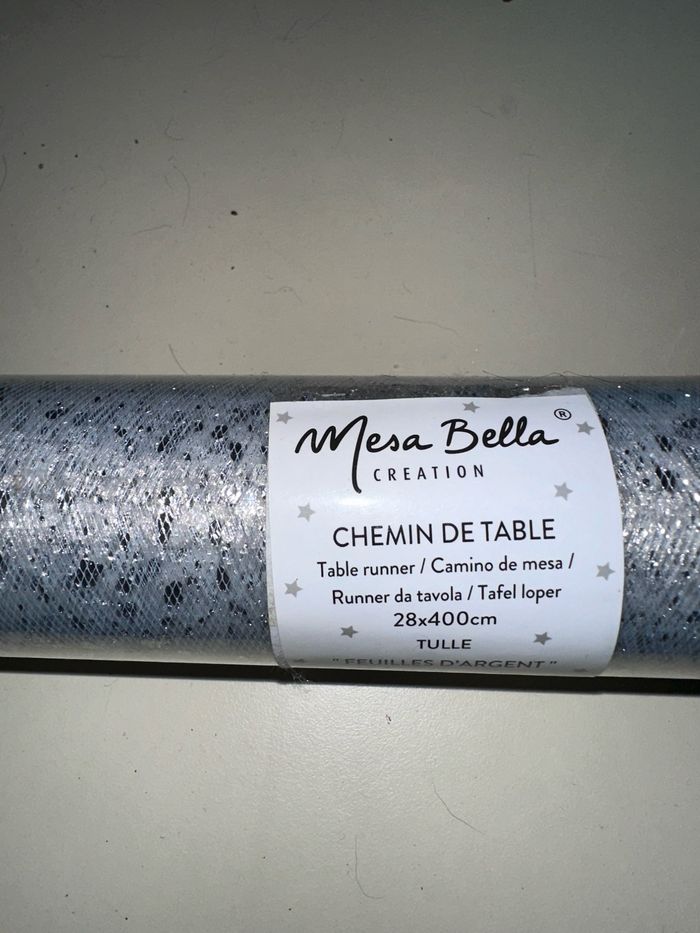 Mesa Bella ®
CREATION
CHEMIN DE TABLE
Table runner / Camino de mesa /
Runner da tavola / Tafel loper
28x400cm
TULLE
" FEUILLES D'ARGENT "